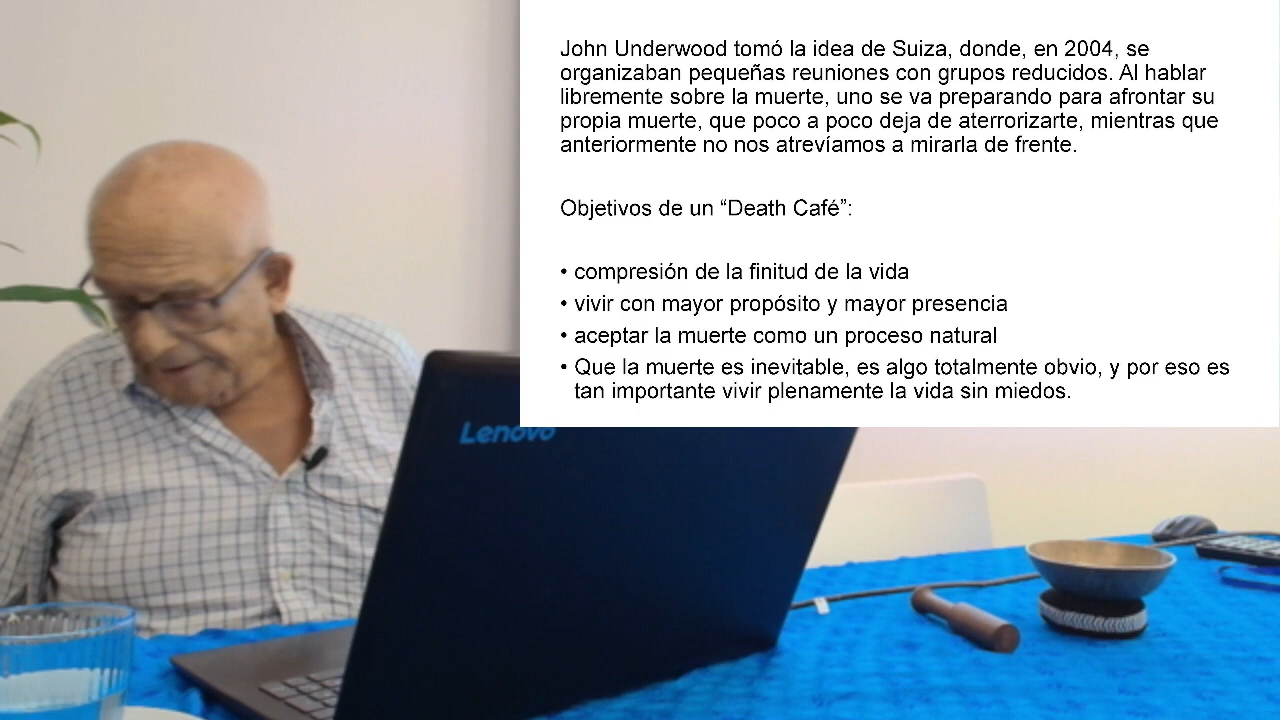 John Underwood tomó la idea de Suiza, donde, en 2004, se
organizaban pequeñas reuniones con grupos reducidos. Al hablar
libremente sobre la muerte, uno se va preparando para afrontar su
propia muerte, que poco a poco deja de aterrorizarte, mientras que
anteriormente no nos atrevíamos a mirarla de frente.
Objetivos de un “Death Café”:
• compresión de la finitud de la vida
• vivir con mayor propósito y mayor presencia
• aceptar la muerte como un proceso natural
• Que la muerte es inevitable, es algo totalmente obvio, y por eso es
tan importante vivir plenamente la vida sin miedos.
Lenovo